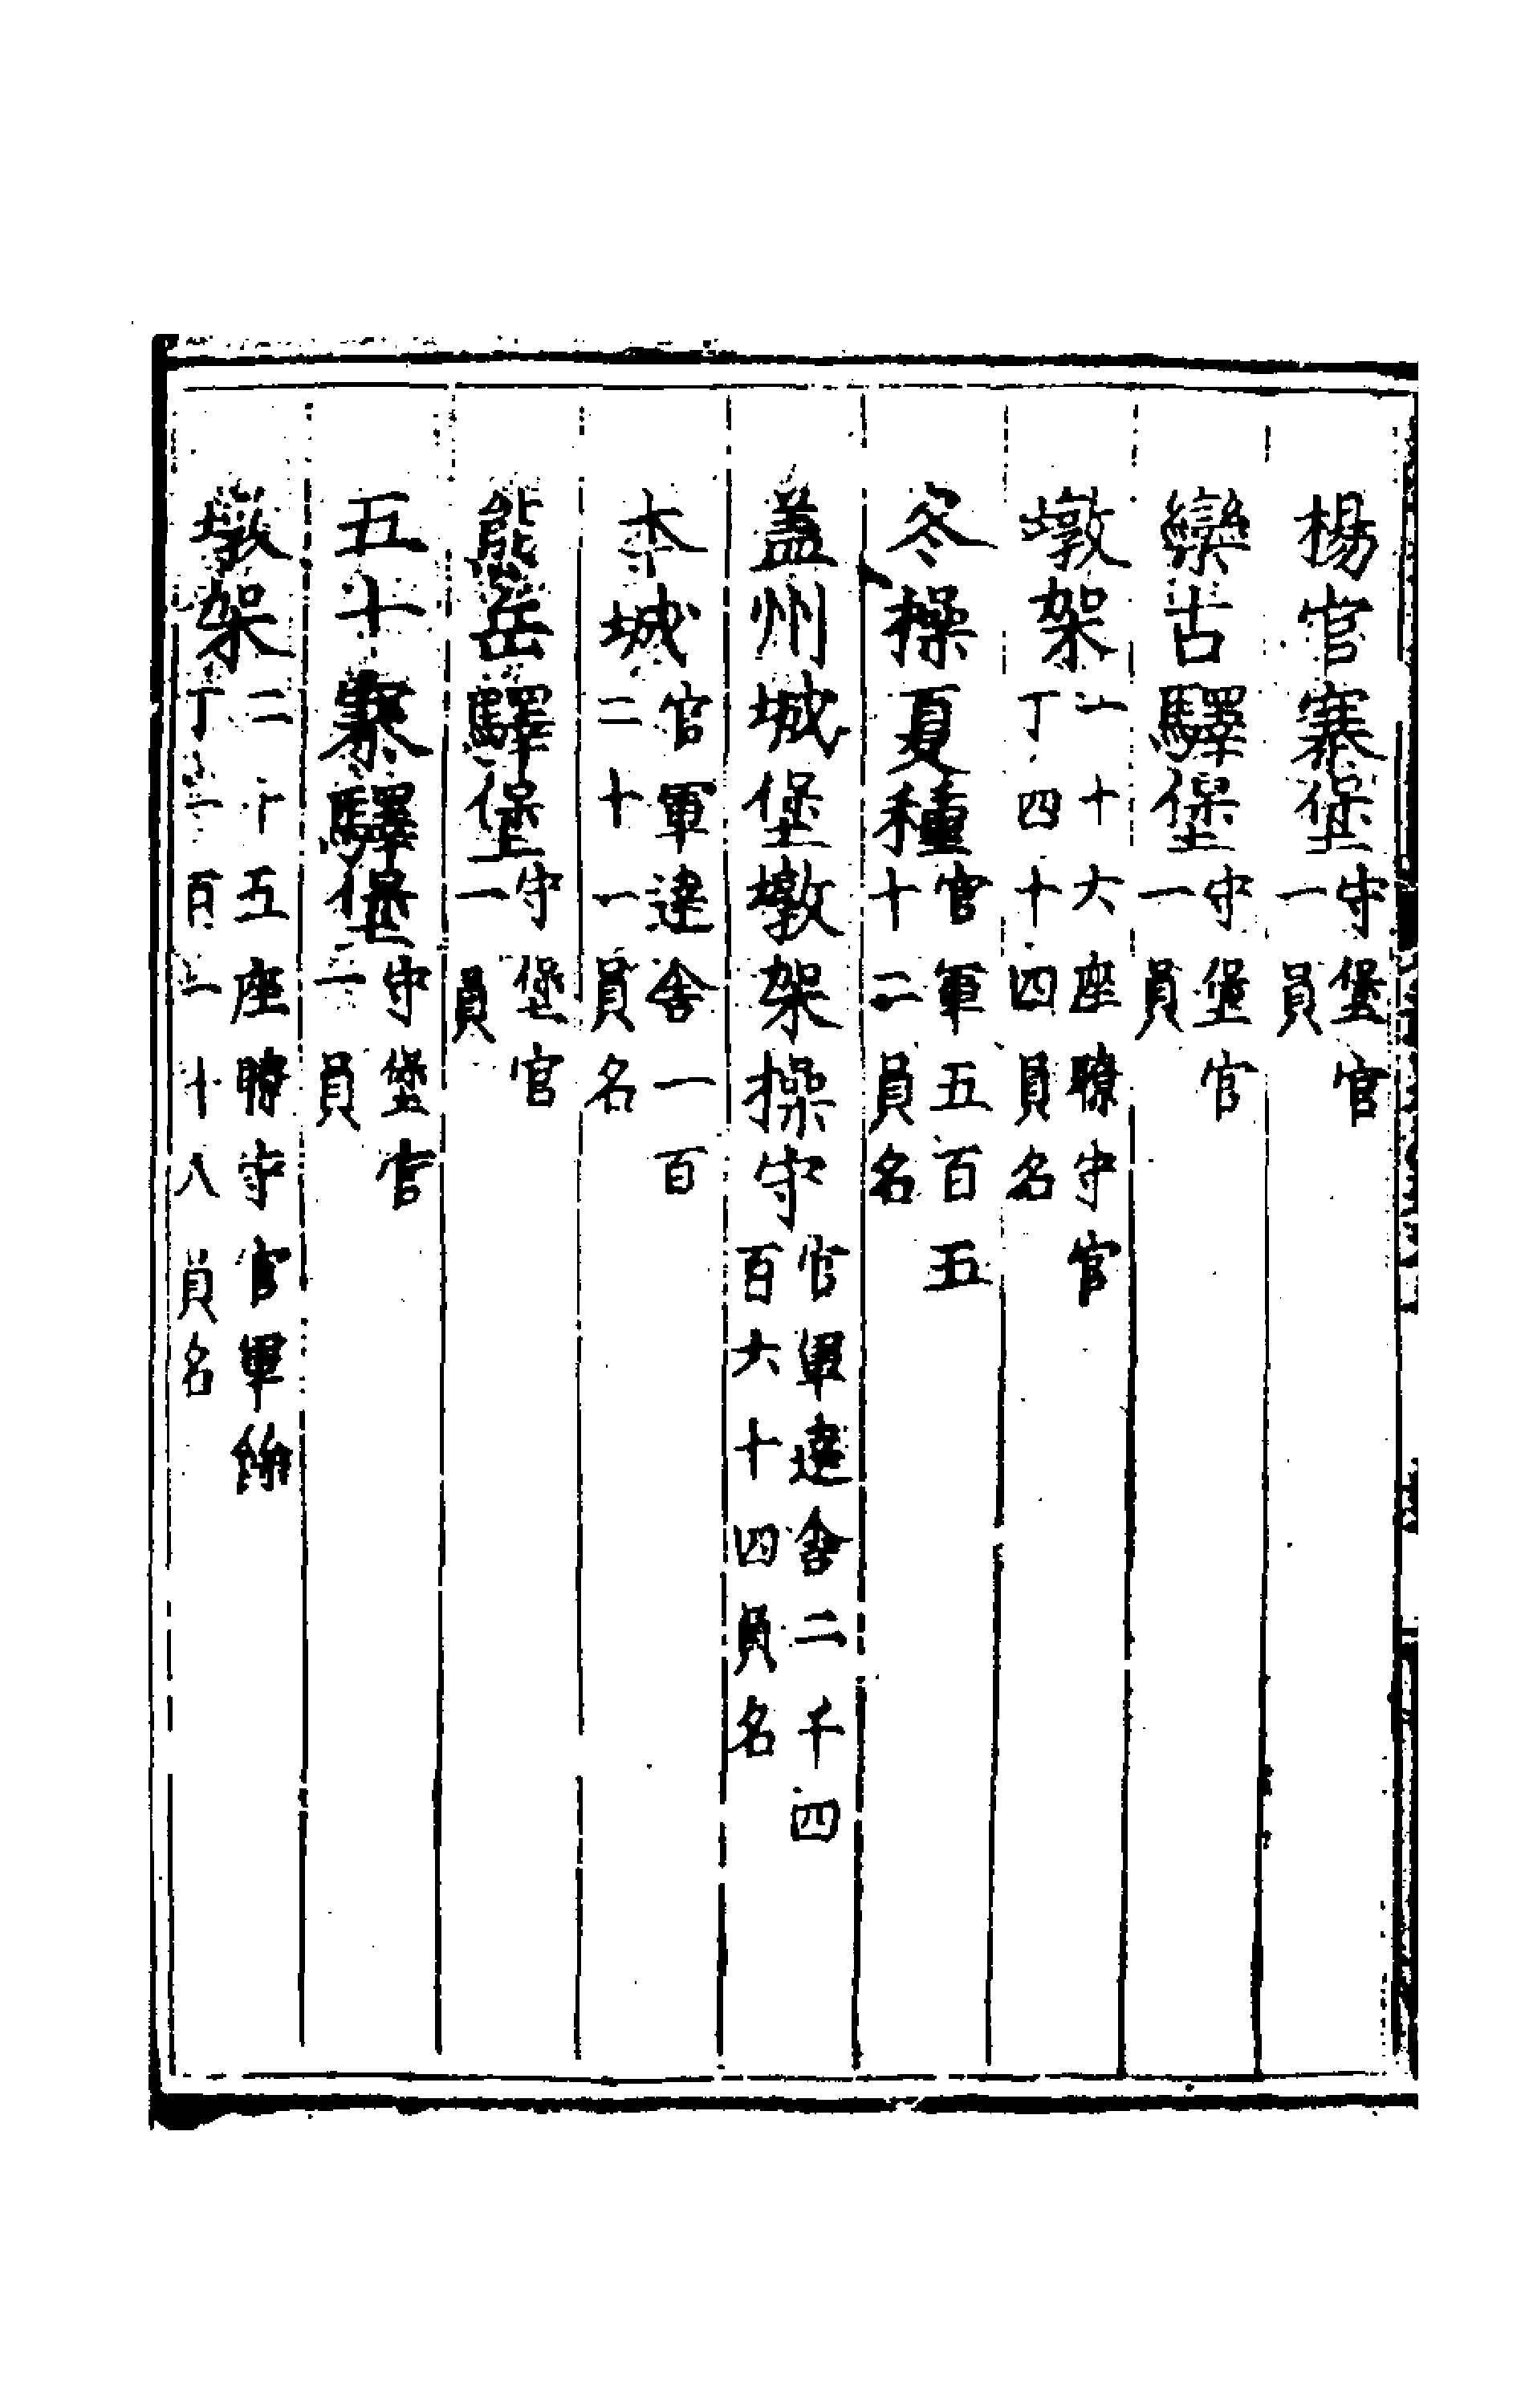 楊官寨堡守堡官一員
欒古驛堡守堡官一員
墩架一十六座瞭守官丁四十四員名
冬操夏種官軍五百五十二員名
蓋州城堡墩架操守官軍達舍二千四百六十四員名
本城官軍達舍一百二十一員名
熊岳驛堡守堡官一員
五十寨驛堡守堡官一員
墩架二十五座瞭守官軍餘丁一百一十八員名